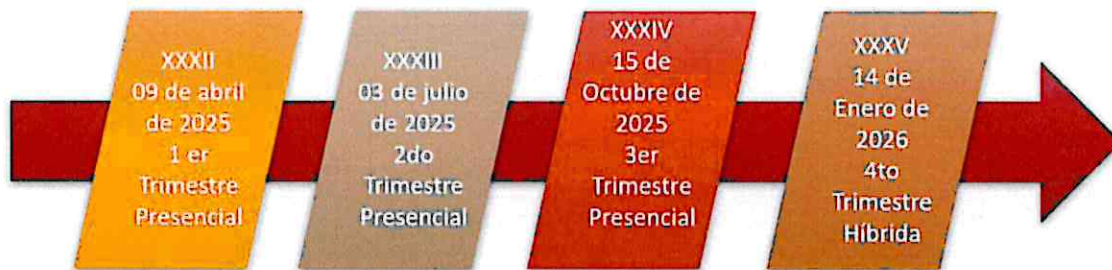 XXXII
09 de abril
de 2025
1 er
Trimestre
Presencial
XXXIII
03 de julio
de 2025
2do
Trimestre
Presencial
XXXIV
15 de
Octubre de
2025
3er
Trimestre
Presencial
XXXV
14 de
Enero de
2026
4to
Trimestre
Híbrida